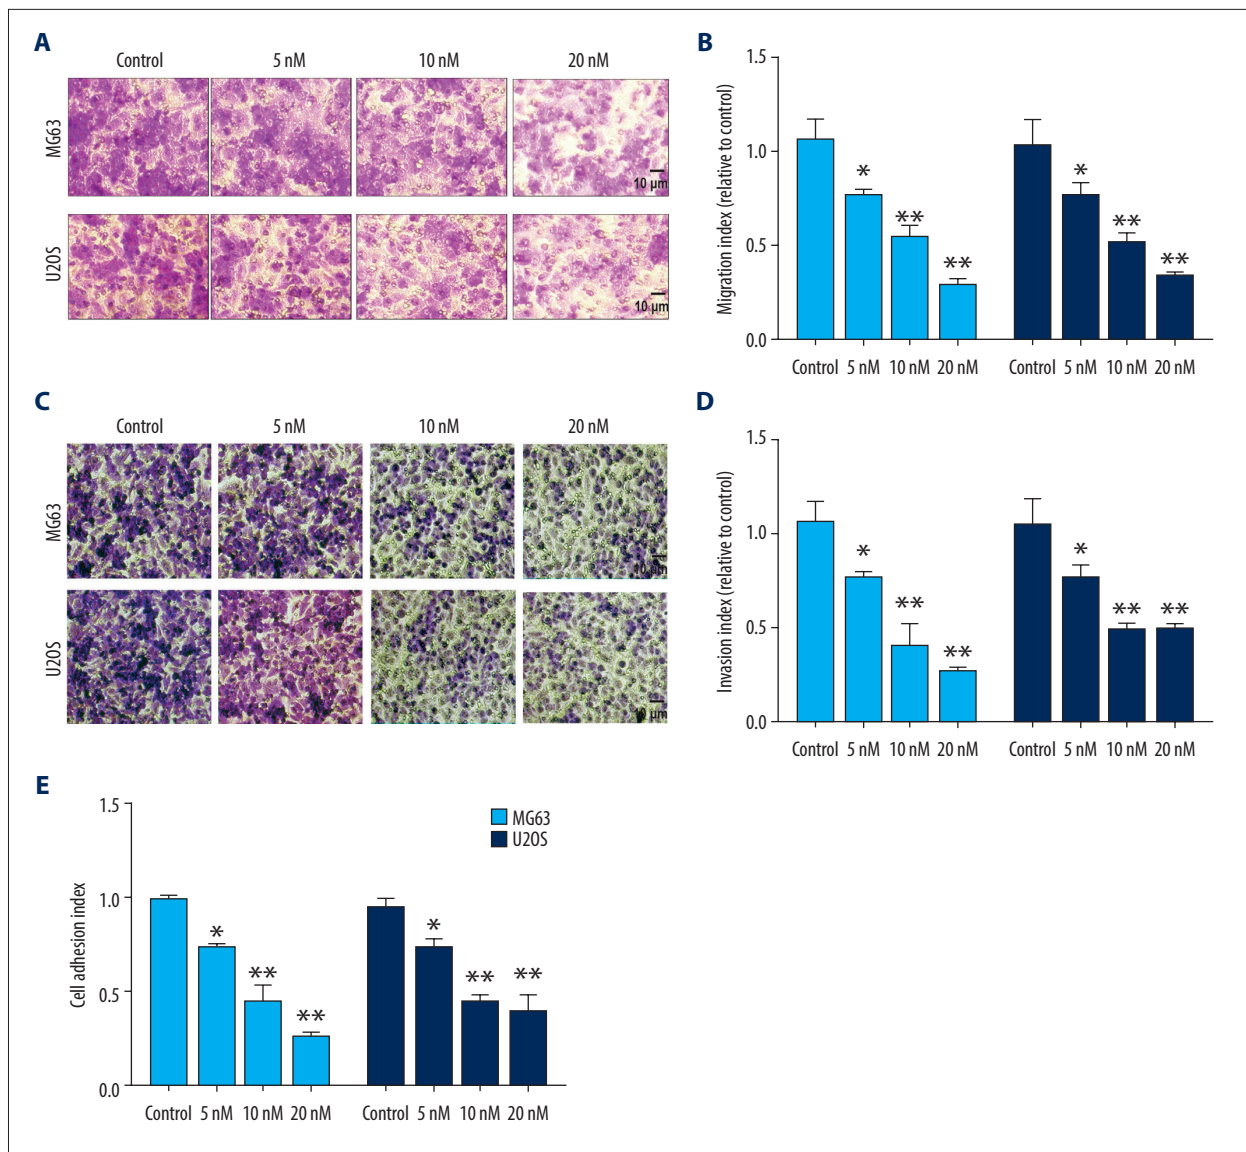 A
Control 5 nM 10 nM 20 nM
MG63
10 µm
U2OS
10 µm
B
1.5
1.0
0.5
0.0
Migration index (relative to control)
* ** ** * ** **
Control 5 nM 10 nM 20 nM Control 5 nM 10 nM 20 nM
C
Control 5 nM 10 nM 20 nM
MG63
10 µm
U2OS
10 µm
D
1.5
1.0
0.5
0.0
Invasion index (relative to control)
* ** ** * ** **
Control 5 nM 10 nM 20 nM Control 5 nM 10 nM 20 nM
E
1.5
1.0
0.5
0.0
Cell adhesion index
* ** ** * ** **
MG63
U2OS
Control 5 nM 10 nM 20 nM Control 5 nM 10 nM 20 nM